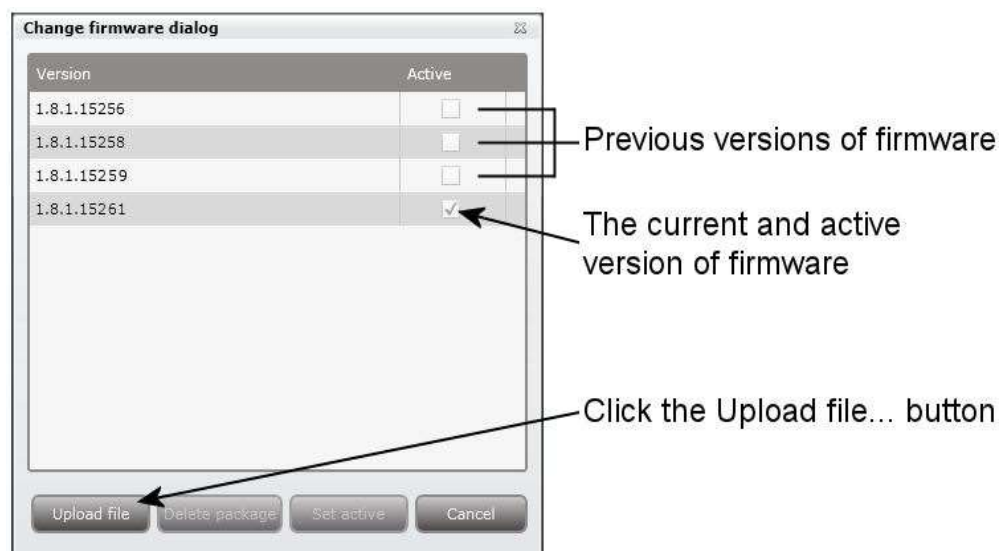 Change firmware dialog
Version Active
1.8.1.15256
1.8.1.15258
1.8.1.15259
1.8.1.15261
Previous versions of firmware
The current and active
version of firmware
Click the Upload file... button
Upload file Delete package Set active Cancel